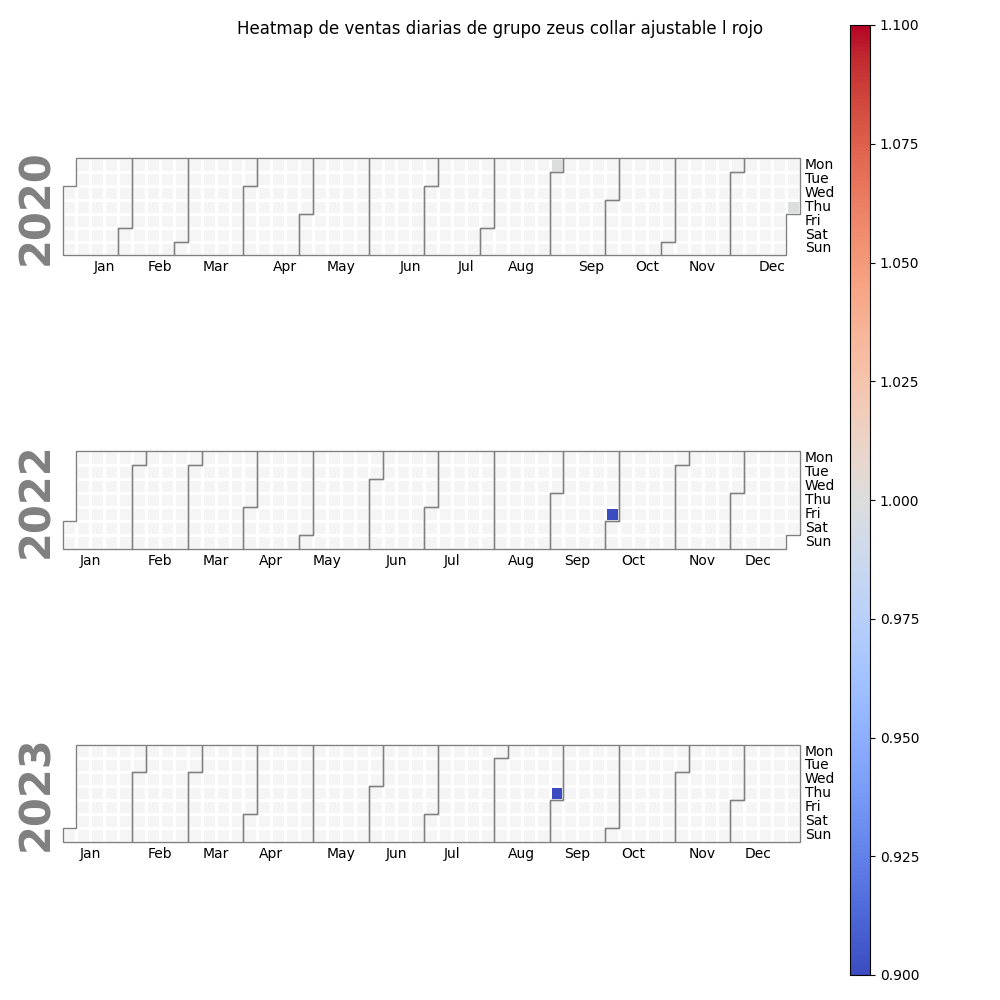 Heatmap de ventas diarias de grupo zeus collar ajustable l rojo
2020
Mon
Tue
Wed
Thu
Fri
Sat
Sun
Jan Feb Mar Apr May Jun Jul Aug Sep Oct Nov Dec
2022
Mon
Tue
Wed
Thu
Fri
Sat
Sun
Jan Feb Mar Apr May Jun Jul Aug Sep Oct Nov Dec
2023
Mon
Tue
Wed
Thu
Fri
Sat
Sun
Jan Feb Mar Apr May Jun Jul Aug Sep Oct Nov Dec
1.100
1.075
1.050
1.025
1.000
0.975
0.950
0.925
0.900